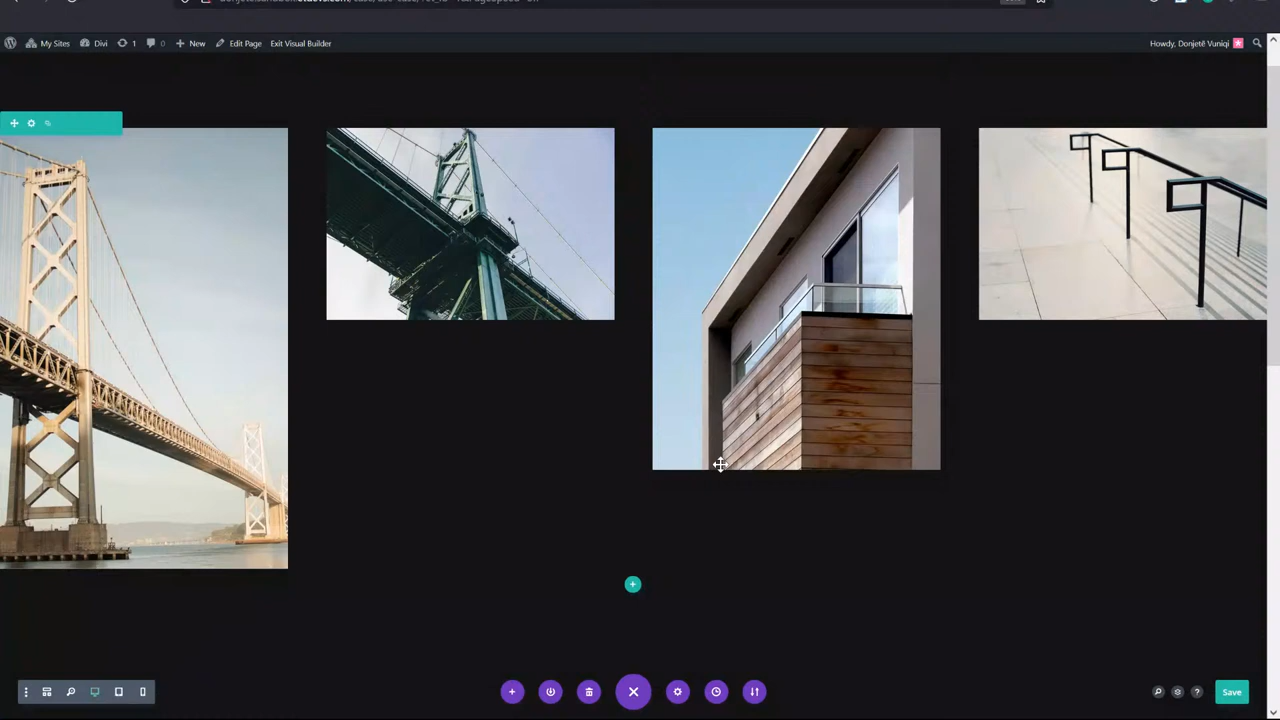 My Sites
Divi
1
0
New
Edit Page
Exit Visual Builder
Howdy, Donjetë Vuniqi
Save